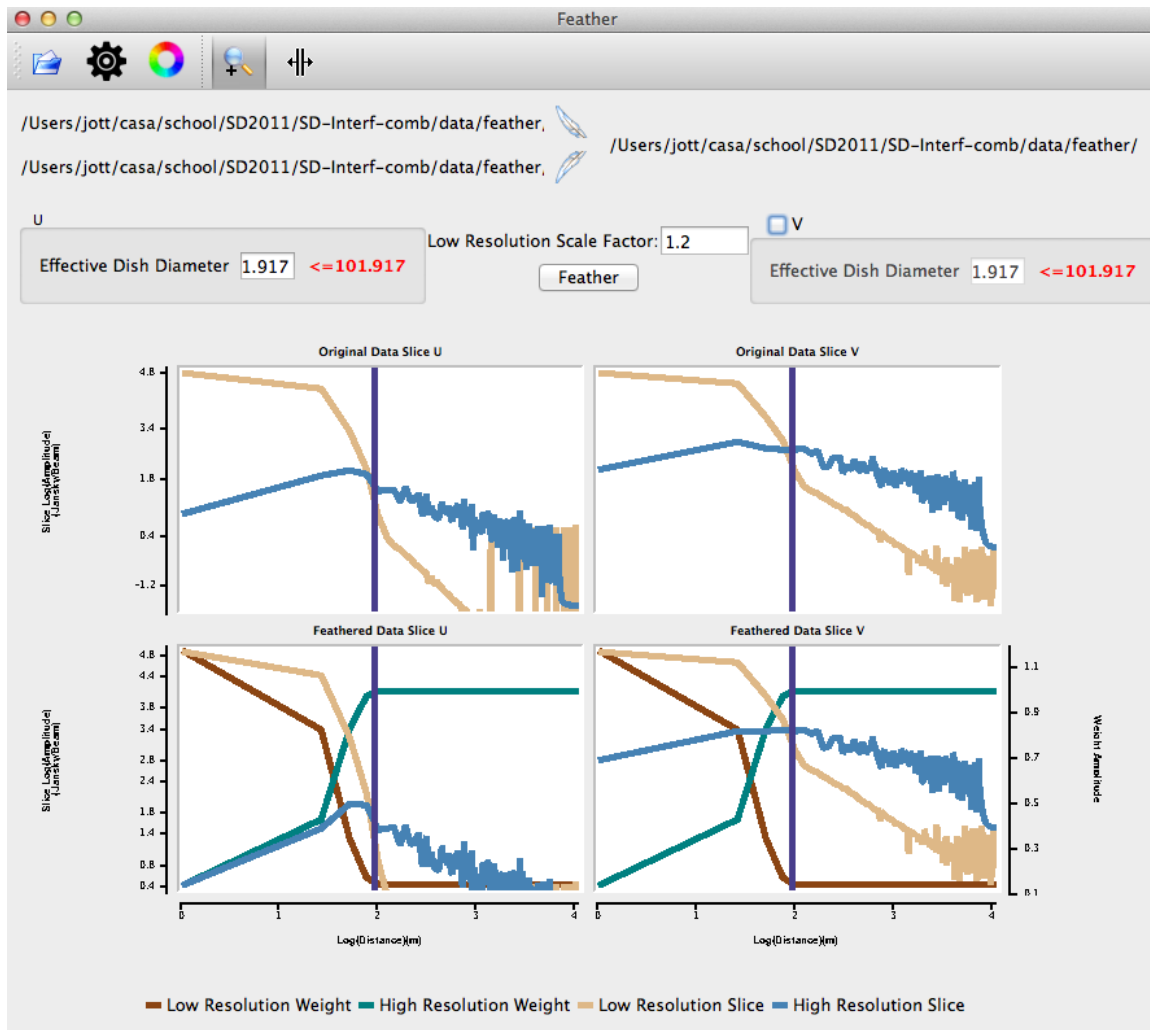 Feather
/Users/jott/casa/school/SD2011/SD-Interf-comb/data/feather,
/Users/jott/casa/school/SD2011/SD-Interf-comb/data/feather/
/Users/jott/casa/school/SD2011/SD-Interf-comb/data/feather,
U
Effective Dish Diameter 1.917 <=101.917
Low Resolution Scale Factor: 1.2
Feather
V
Effective Dish Diameter 1.917 <=101.917
Original Data Slice U
Original Data Slice V
4.8
3.4
1.8
0.4
-1.2
Slice Log(Amplitude)
(Jansky/Beam)
Feathered Data Slice U
Feathered Data Slice V
4.8
4.4
3.8
3.4
2.8
2.4
1.8
1.4
0.8
0.4
Slice Log(Amplitude)
(Jansky/Beam)
1.1
0.9
0.7
0.5
0.3
0.1
Weight Amplitude
0 1 2 3 4
0 1 2 3 4
Log(Distance)(m)
Log(Distance)(m)
Low Resolution Weight High Resolution Weight Low Resolution Slice High Resolution Slice